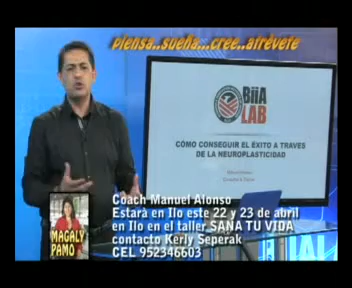 piensa..sueña...cree..atrévete
BiiA
LAB
CÓMO CONSEGUIR EL ÉXITO A TRAVES
DE LA NEUROPLASTICIDAD
Coach Manuel Alonso
Estará en Ilo este 22 y 23 de abril
en Ilo en el taller SANA TU VIDA
contacto Kerly Seperak
CEL 952346603
MAGALY
PAMO